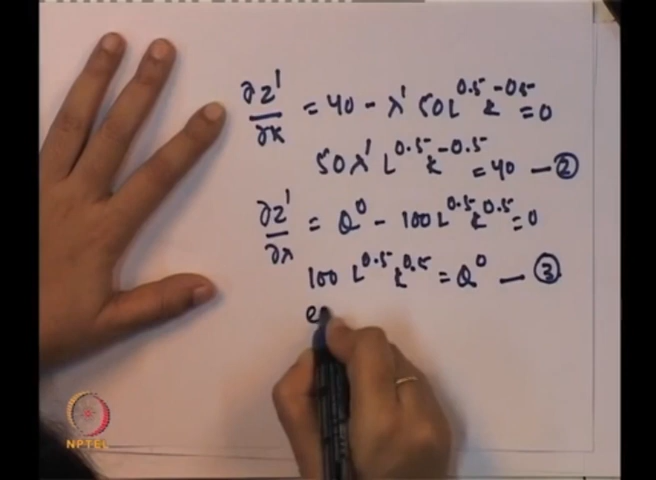 ∂z'/∂k = 40 - λ' 50 L^0.5 k^-0.5 = 0
50 λ' L^0.5 k^-0.5 = 40 — ②
∂z'/∂λ = Q^0 - 100 L^0.5 k^0.5 = 0
100 L^0.5 k^0.5 = Q^0 — ③
NPTEL